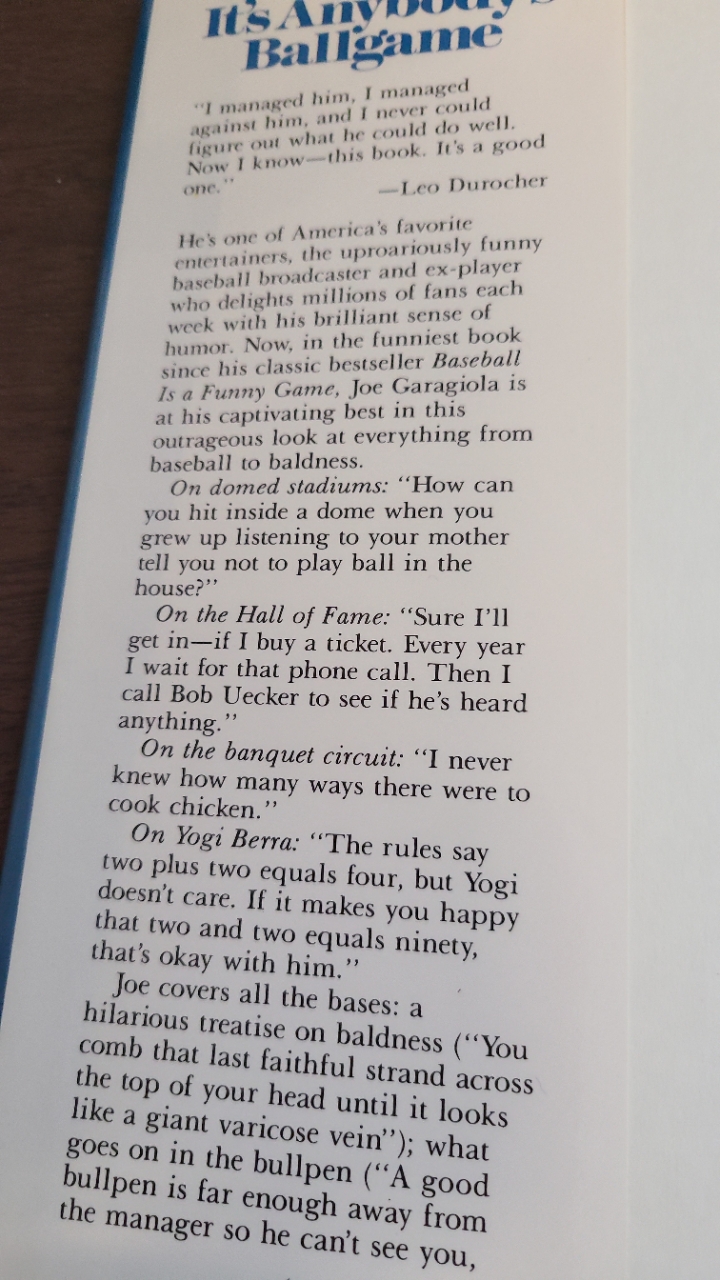 It's Anybody's
Ballgame
"I managed him, I managed
against him, and I never could
figure out what he could do well.
Now I know—this book. It's a good
one."
—Leo Durocher
He's one of America's favorite
entertainers, the uproariously funny
baseball broadcaster and ex-player
who delights millions of fans each
week with his brilliant sense of
humor. Now, in the funniest book
since his classic bestseller Baseball
Is a Funny Game, Joe Garagiola is
at his captivating best in this
outrageous look at everything from
baseball to baldness.
On domed stadiums: "How can
you hit inside a dome when you
grew up listening to your mother
tell you not to play ball in the
house?"
On the Hall of Fame: "Sure I'll
get in—if I buy a ticket. Every year
I wait for that phone call. Then I
call Bob Uecker to see if he's heard
anything."
On the banquet circuit: "I never
knew how many ways there were to
cook chicken."
On Yogi Berra: "The rules say
two plus two equals four, but Yogi
doesn't care. If it makes you happy
that two and two equals ninety,
that's okay with him."
Joe covers all the bases: a
hilarious treatise on baldness ("You
comb that last faithful strand across
the top of your head until it looks
like a giant varicose vein"); what
goes on in the bullpen ("A good
bullpen is far enough away from
the manager so he can't see you,